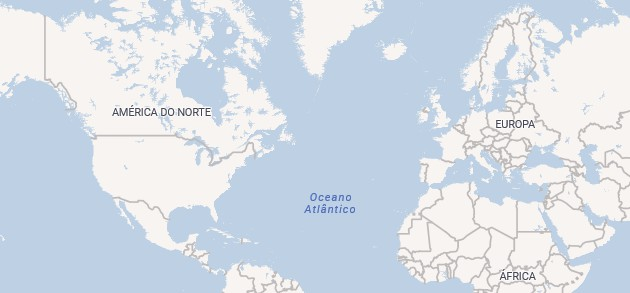 AMÉRICA DO NORTE
EUROPA
Oceano
Atlântico
ÁFRICA